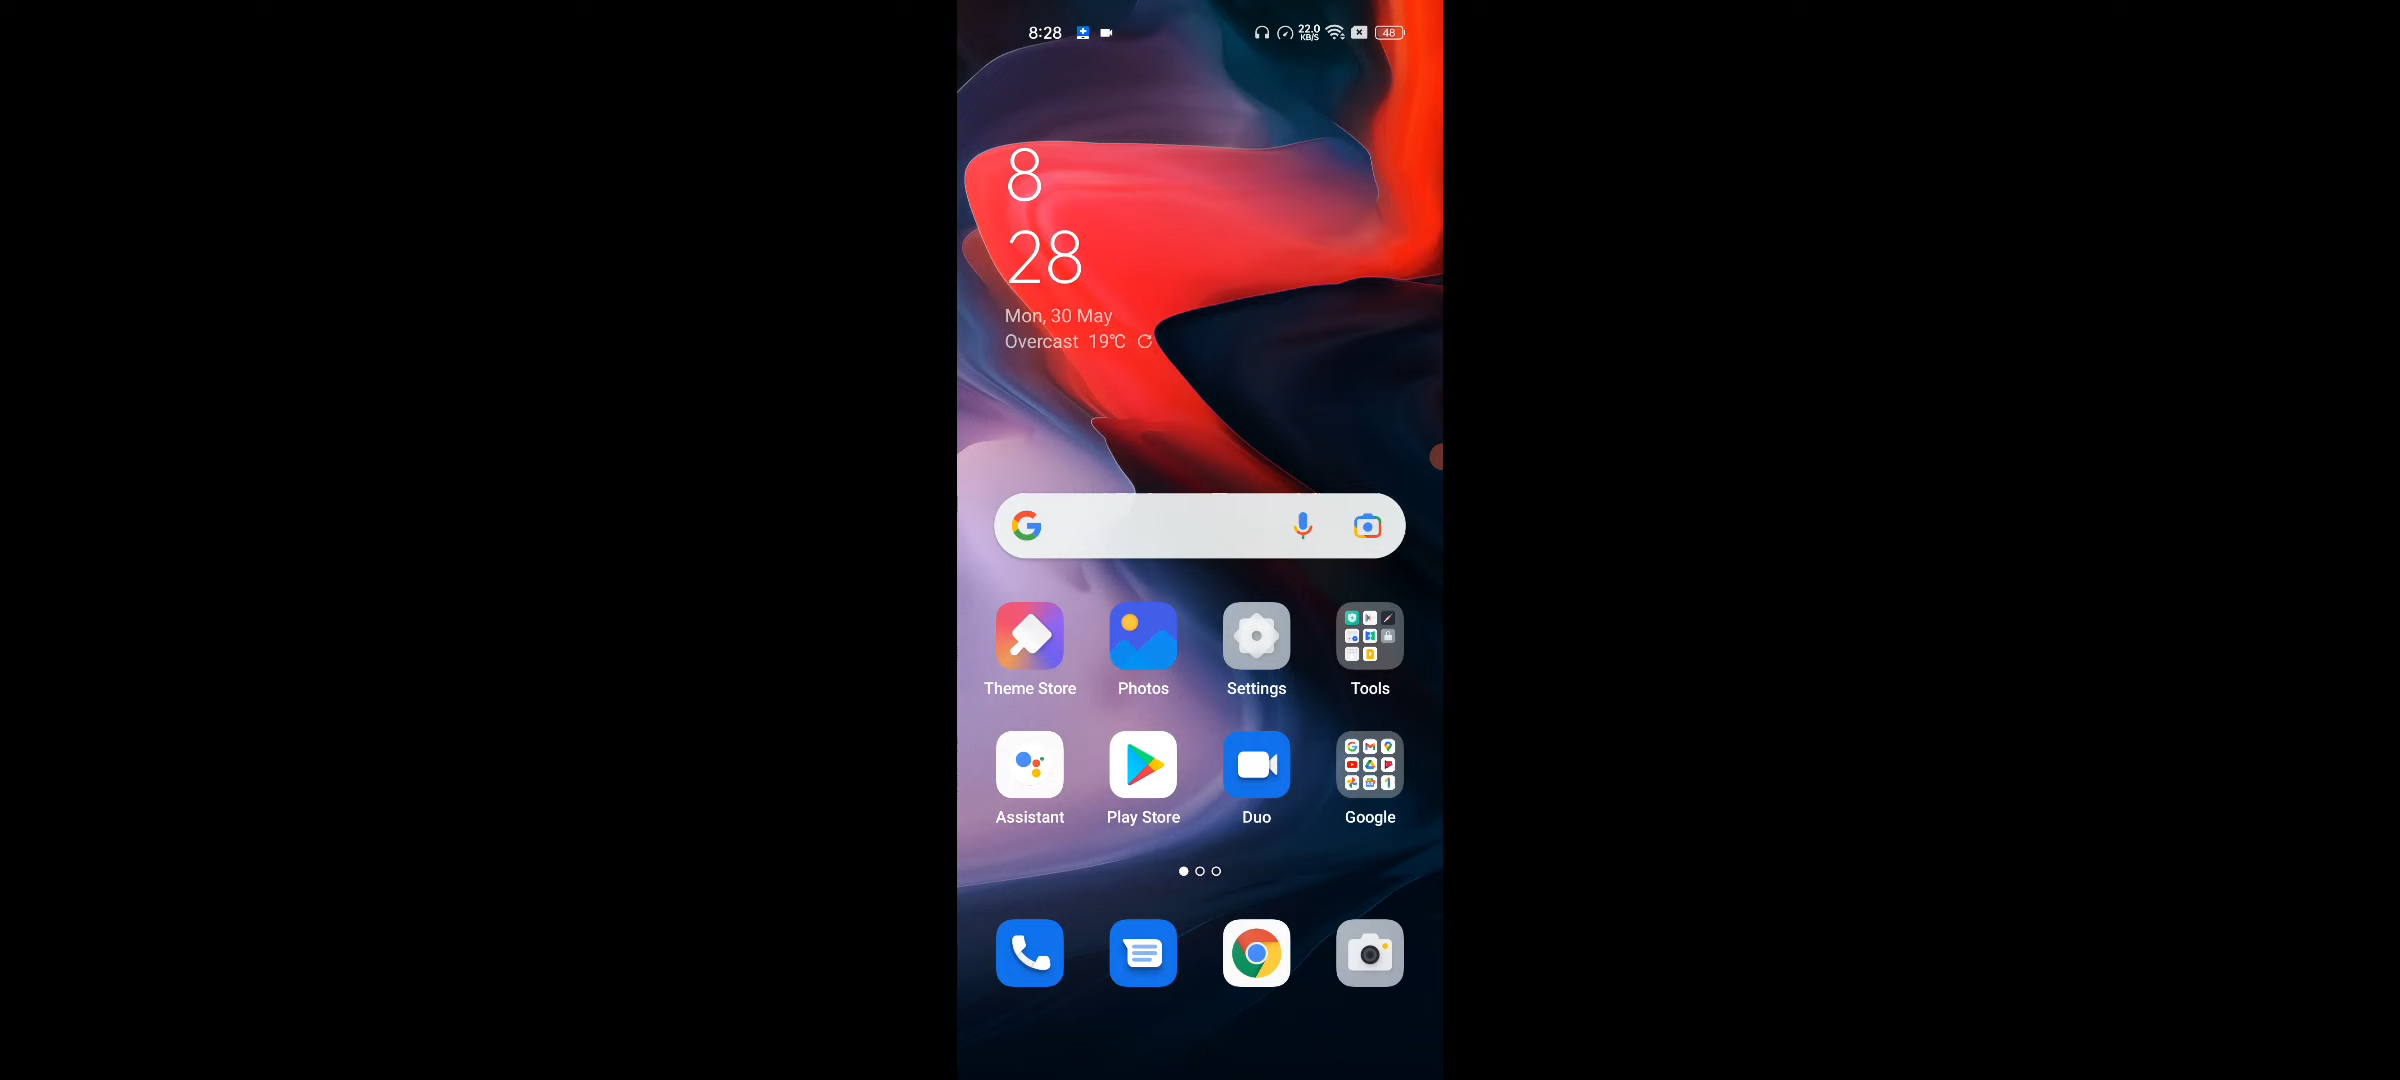 8:28
22.0
KB/S
48
8
28
Mon, 30 May
Overcast 19℃
Theme Store
Photos
Settings
Tools
Assistant
Play Store
Duo
Google